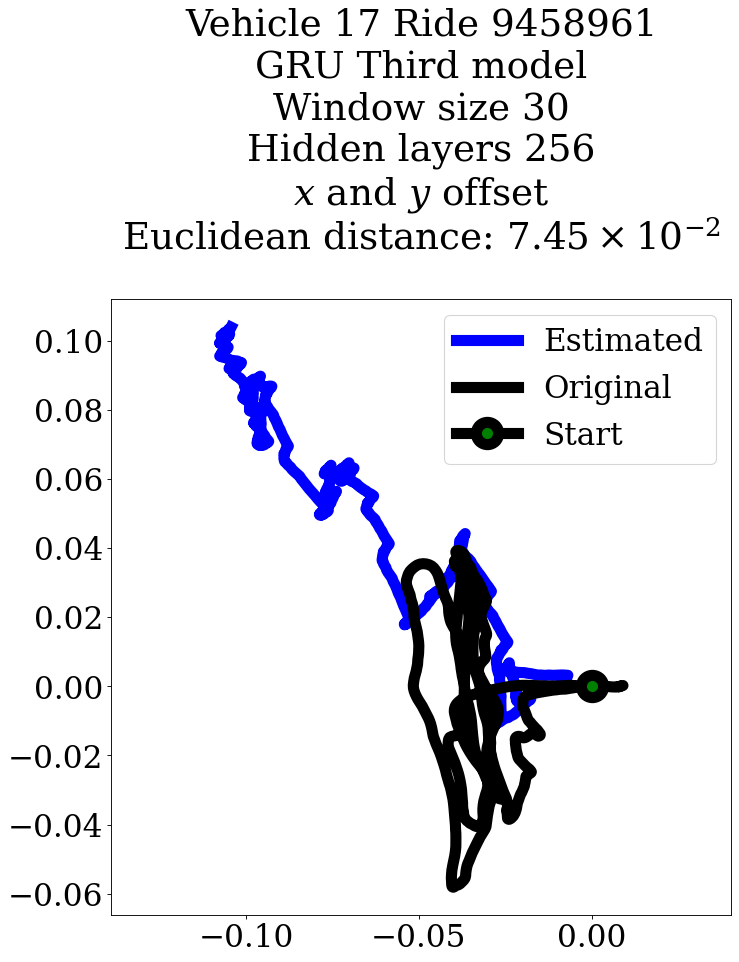 Vehicle 17 Ride 9458961
GRU Third model
Window size 30
Hidden layers 256
x and y offset
Euclidean distance: 7.45 × 10⁻²
Estimated
Original
Start
0.10
0.08
0.06
0.04
0.02
0.00
−0.02
−0.04
−0.06
−0.10
−0.05
0.00